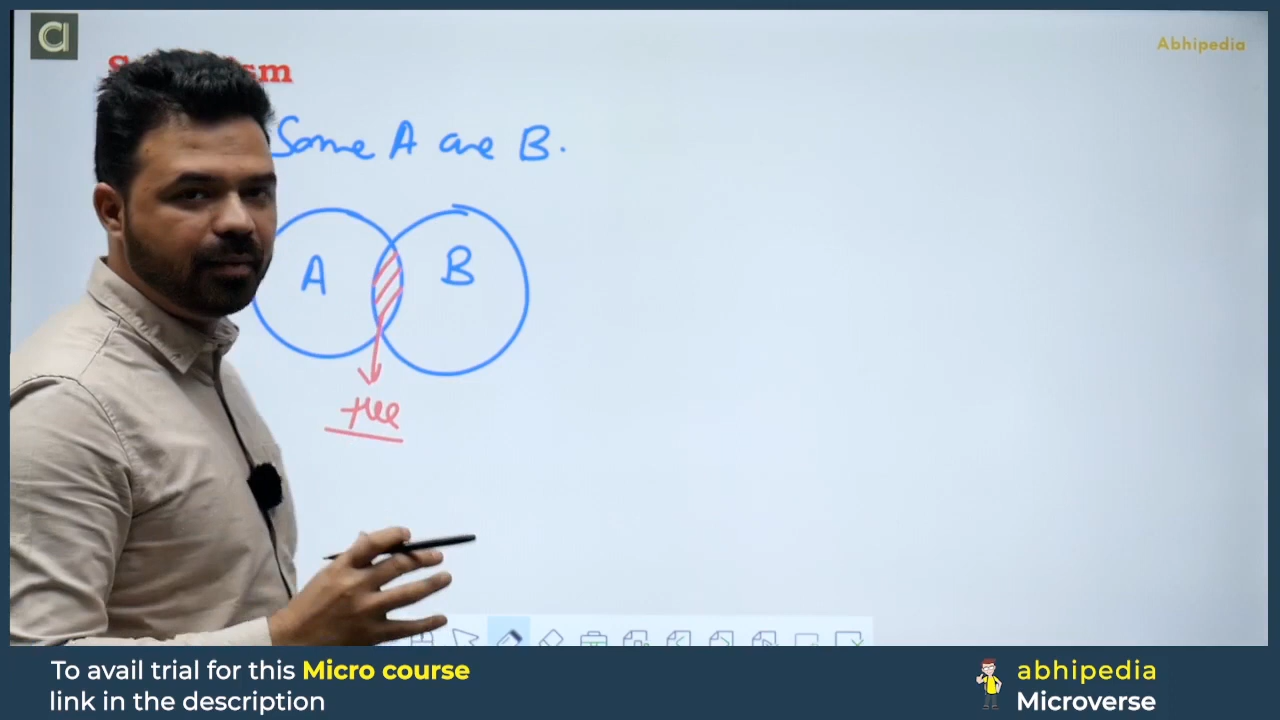 Abhipedia
Some A are B.
A
B
+ve
To avail trial for this Micro course
link in the description
abhipedia
Microverse